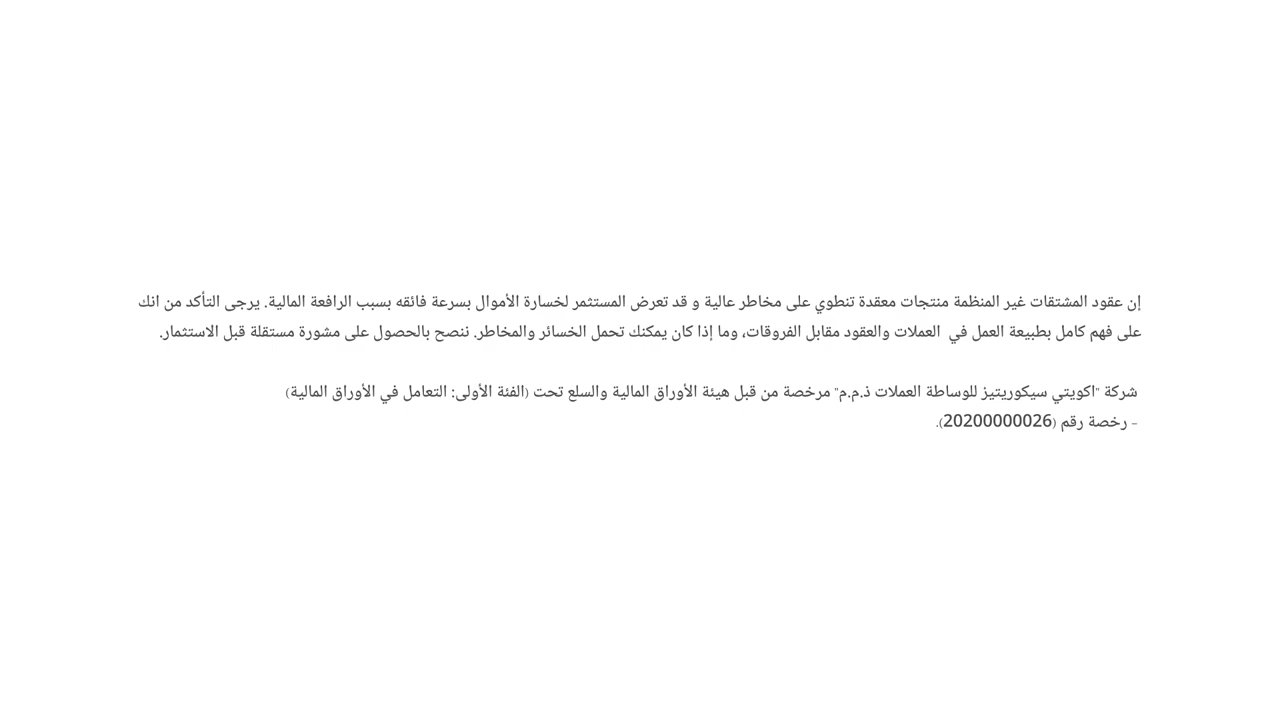 إن عقود المشتقات غير المنظمة منتجات معقدة تنطوي على مخاطر عالية و قد تعرض المستثمر لخسارة الأموال بسرعة فائقه بسبب الرافعة المالية. يرجى التأكد من انك
على فهم كامل بطبيعة العمل في العملات والعقود مقابل الفروقات، وما إذا كان يمكنك تحمل الخسائر والمخاطر. ننصح بالحصول على مشورة مستقلة قبل الاستثمار.
شركة "اكويتي سيكوريتيز للوساطة العملات ذ.م.م" مرخصة من قبل هيئة الأوراق المالية والسلع تحت (الفئة الأولى: التعامل في الأوراق المالية)
- رخصة رقم (20200000026).